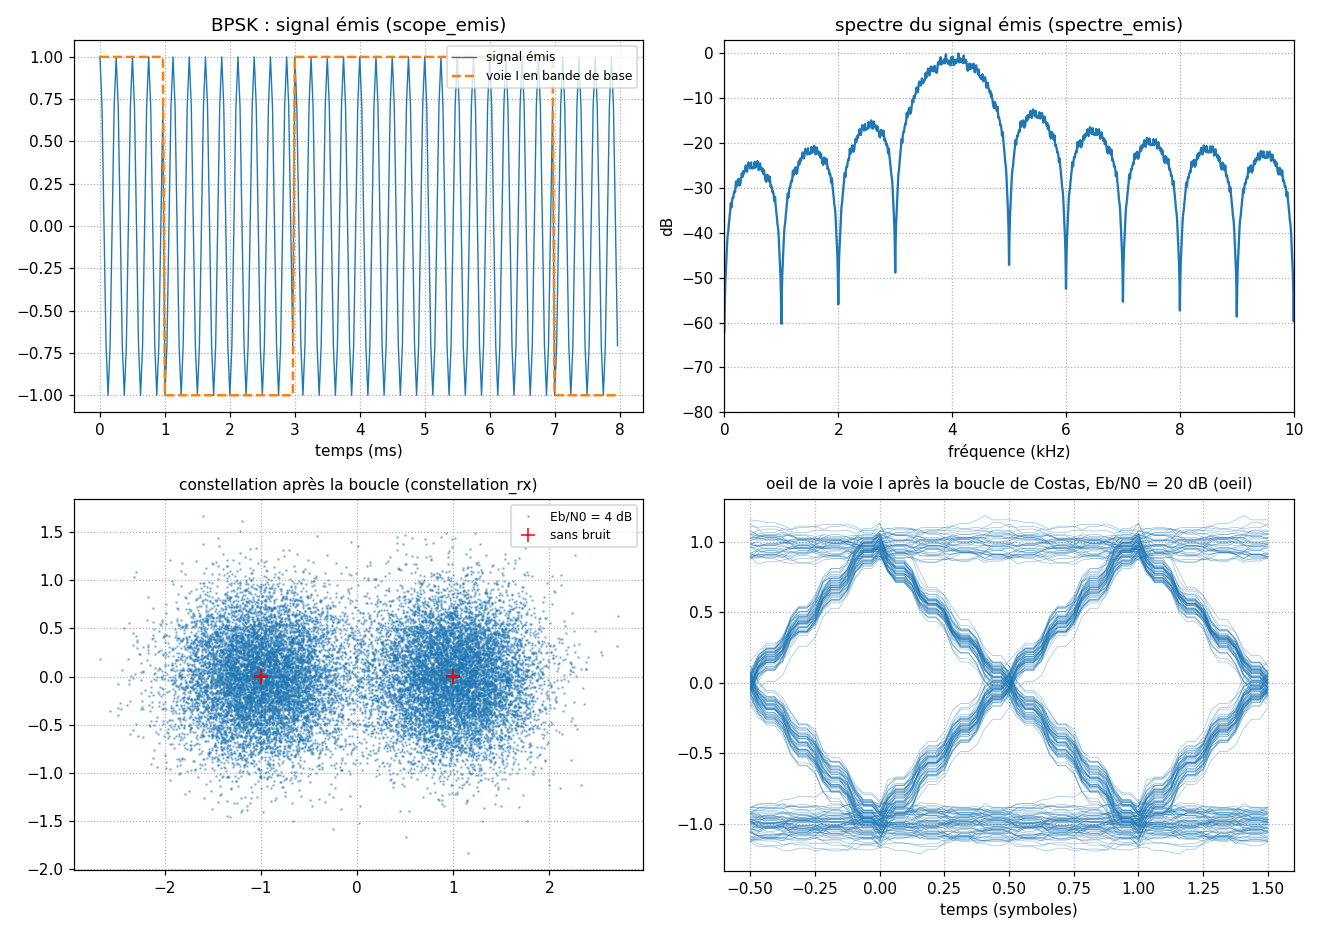 BPSK : signal émis (scope_emis)
signal émis
voie I en bande de base
1.00
0.75
0.50
0.25
0.00
−0.25
−0.50
−0.75
−1.00
0 1 2 3 4 5 6 7 8
temps (ms)
spectre du signal émis (spectre_emis)
dB
0
−10
−20
−30
−40
−50
−60
−70
−80
0 2 4 6 8 10
fréquence (kHz)
constellation après la boucle (constellation_rx)
Eb/N0 = 4 dB
sans bruit
1.5
1.0
0.5
0.0
−0.5
−1.0
−1.5
−2.0
−2 −1 0 1 2
oeil de la voie I après la boucle de Costas, Eb/N0 = 20 dB (oeil)
1.0
0.5
0.0
−0.5
−1.0
−0.50 −0.25 0.00 0.25 0.50 0.75 1.00 1.25 1.50
temps (symboles)